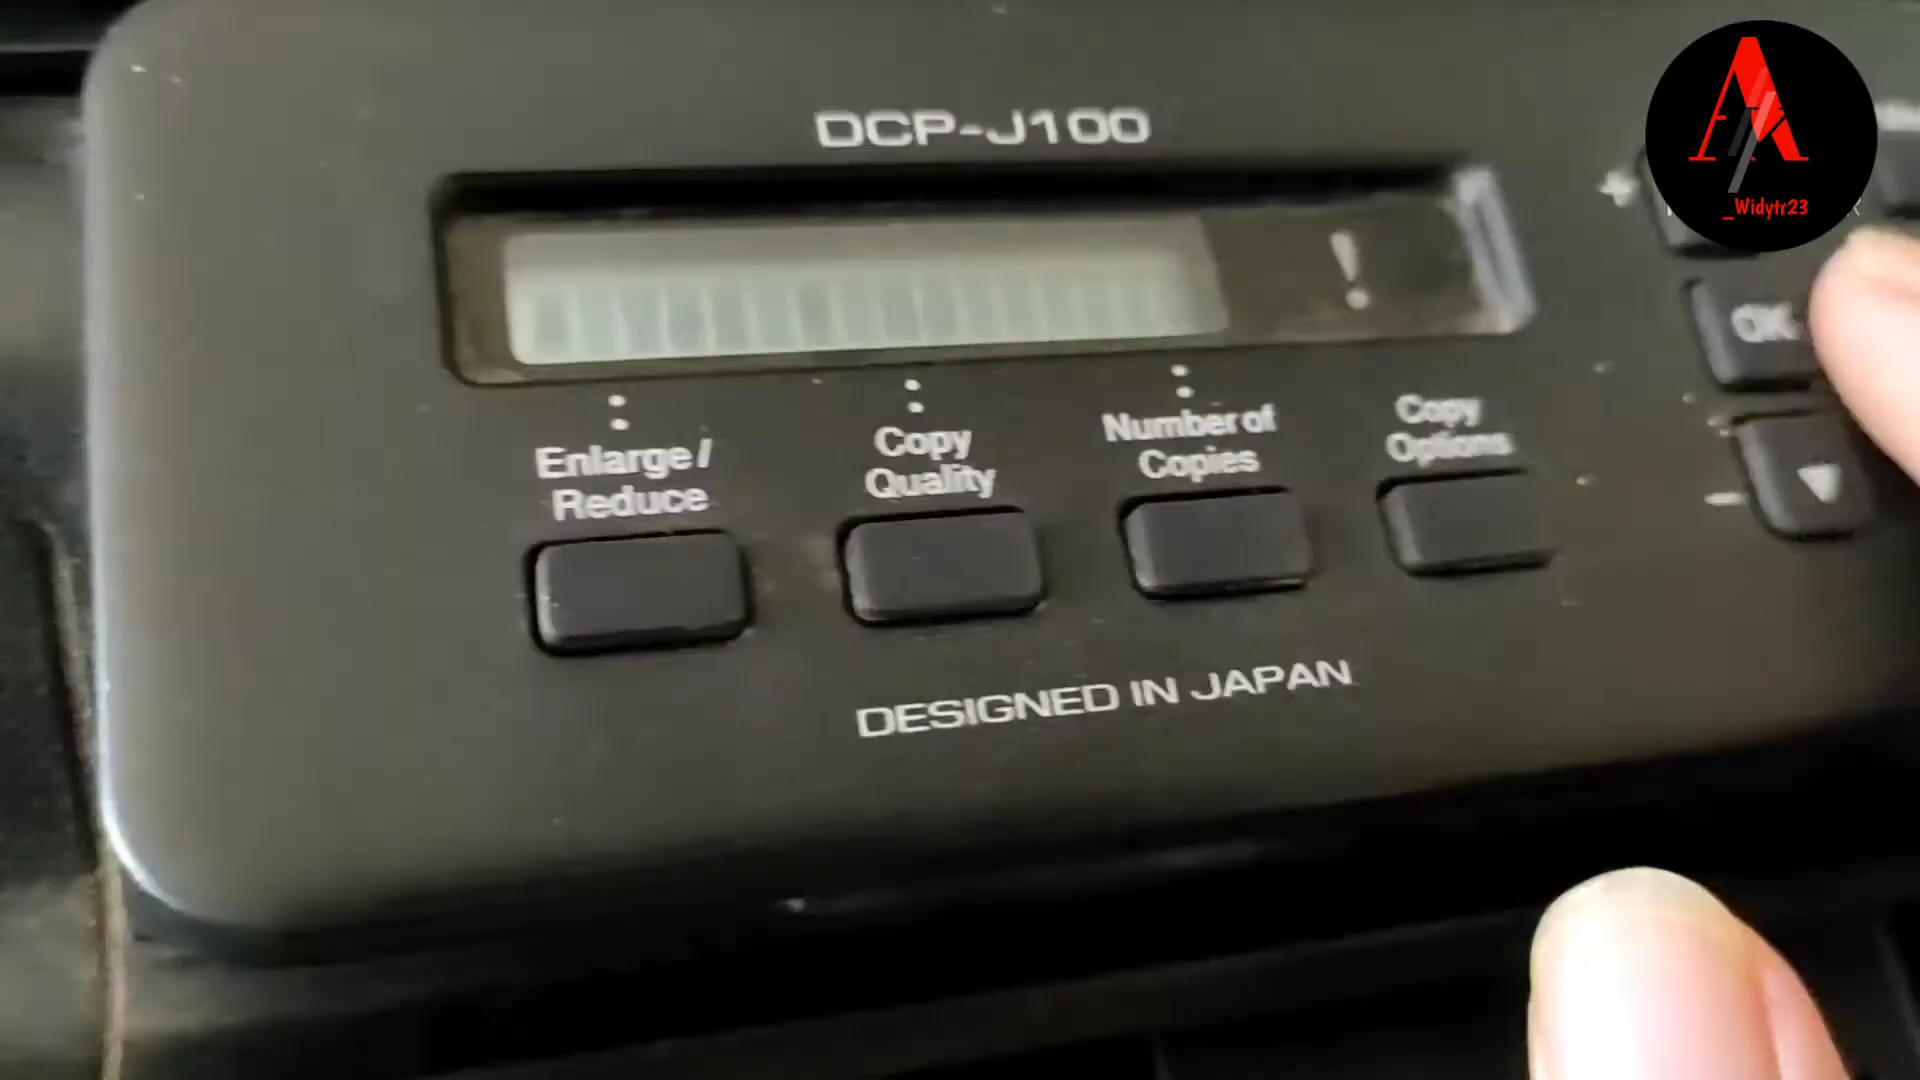 DCP-J100
!
+
OK
Enlarge/
Reduce
Copy
Quality
Number of
Copies
Copy
Options
-
DESIGNED IN JAPAN
_Widytr23